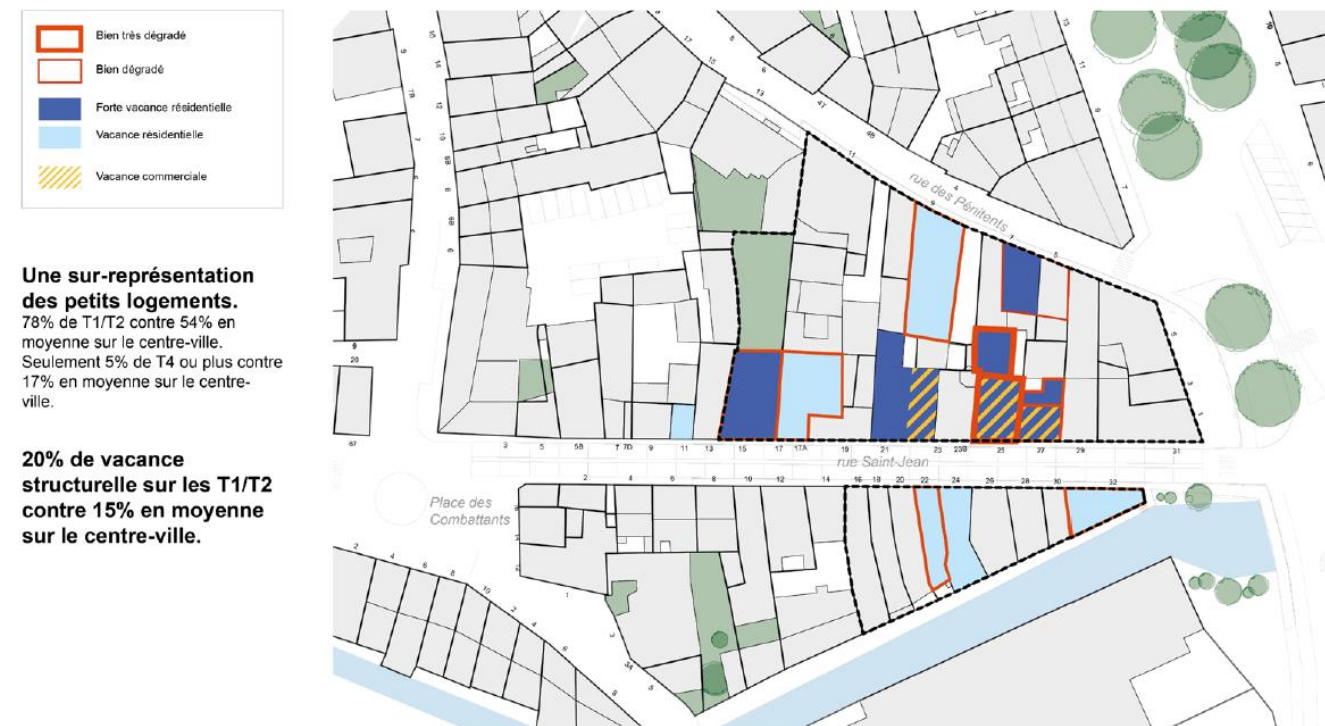 Bien très dégradé
Bien dégradé
Forte vacance résidentielle
Vacance résidentielle
Vacance commerciale
Une sur-représentation
des petits logements.
78% de T1/T2 contre 54% en
moyenne sur le centre-ville.
Seulement 5% de T4 ou plus contre
17% en moyenne sur le centre-
ville.
20% de vacance
structurelle sur les T1/T2
contre 15% en moyenne
sur le centre-ville.
rue des Pénitents
3 5 5B 7 7D 9 11 13 15 17 17A 19 21 23 23B 25 27 29 31
rue Saint-Jean
2 4 6 8 10 12 14 16 18 20 22 24 26 28 30 32
Place des
Combattants